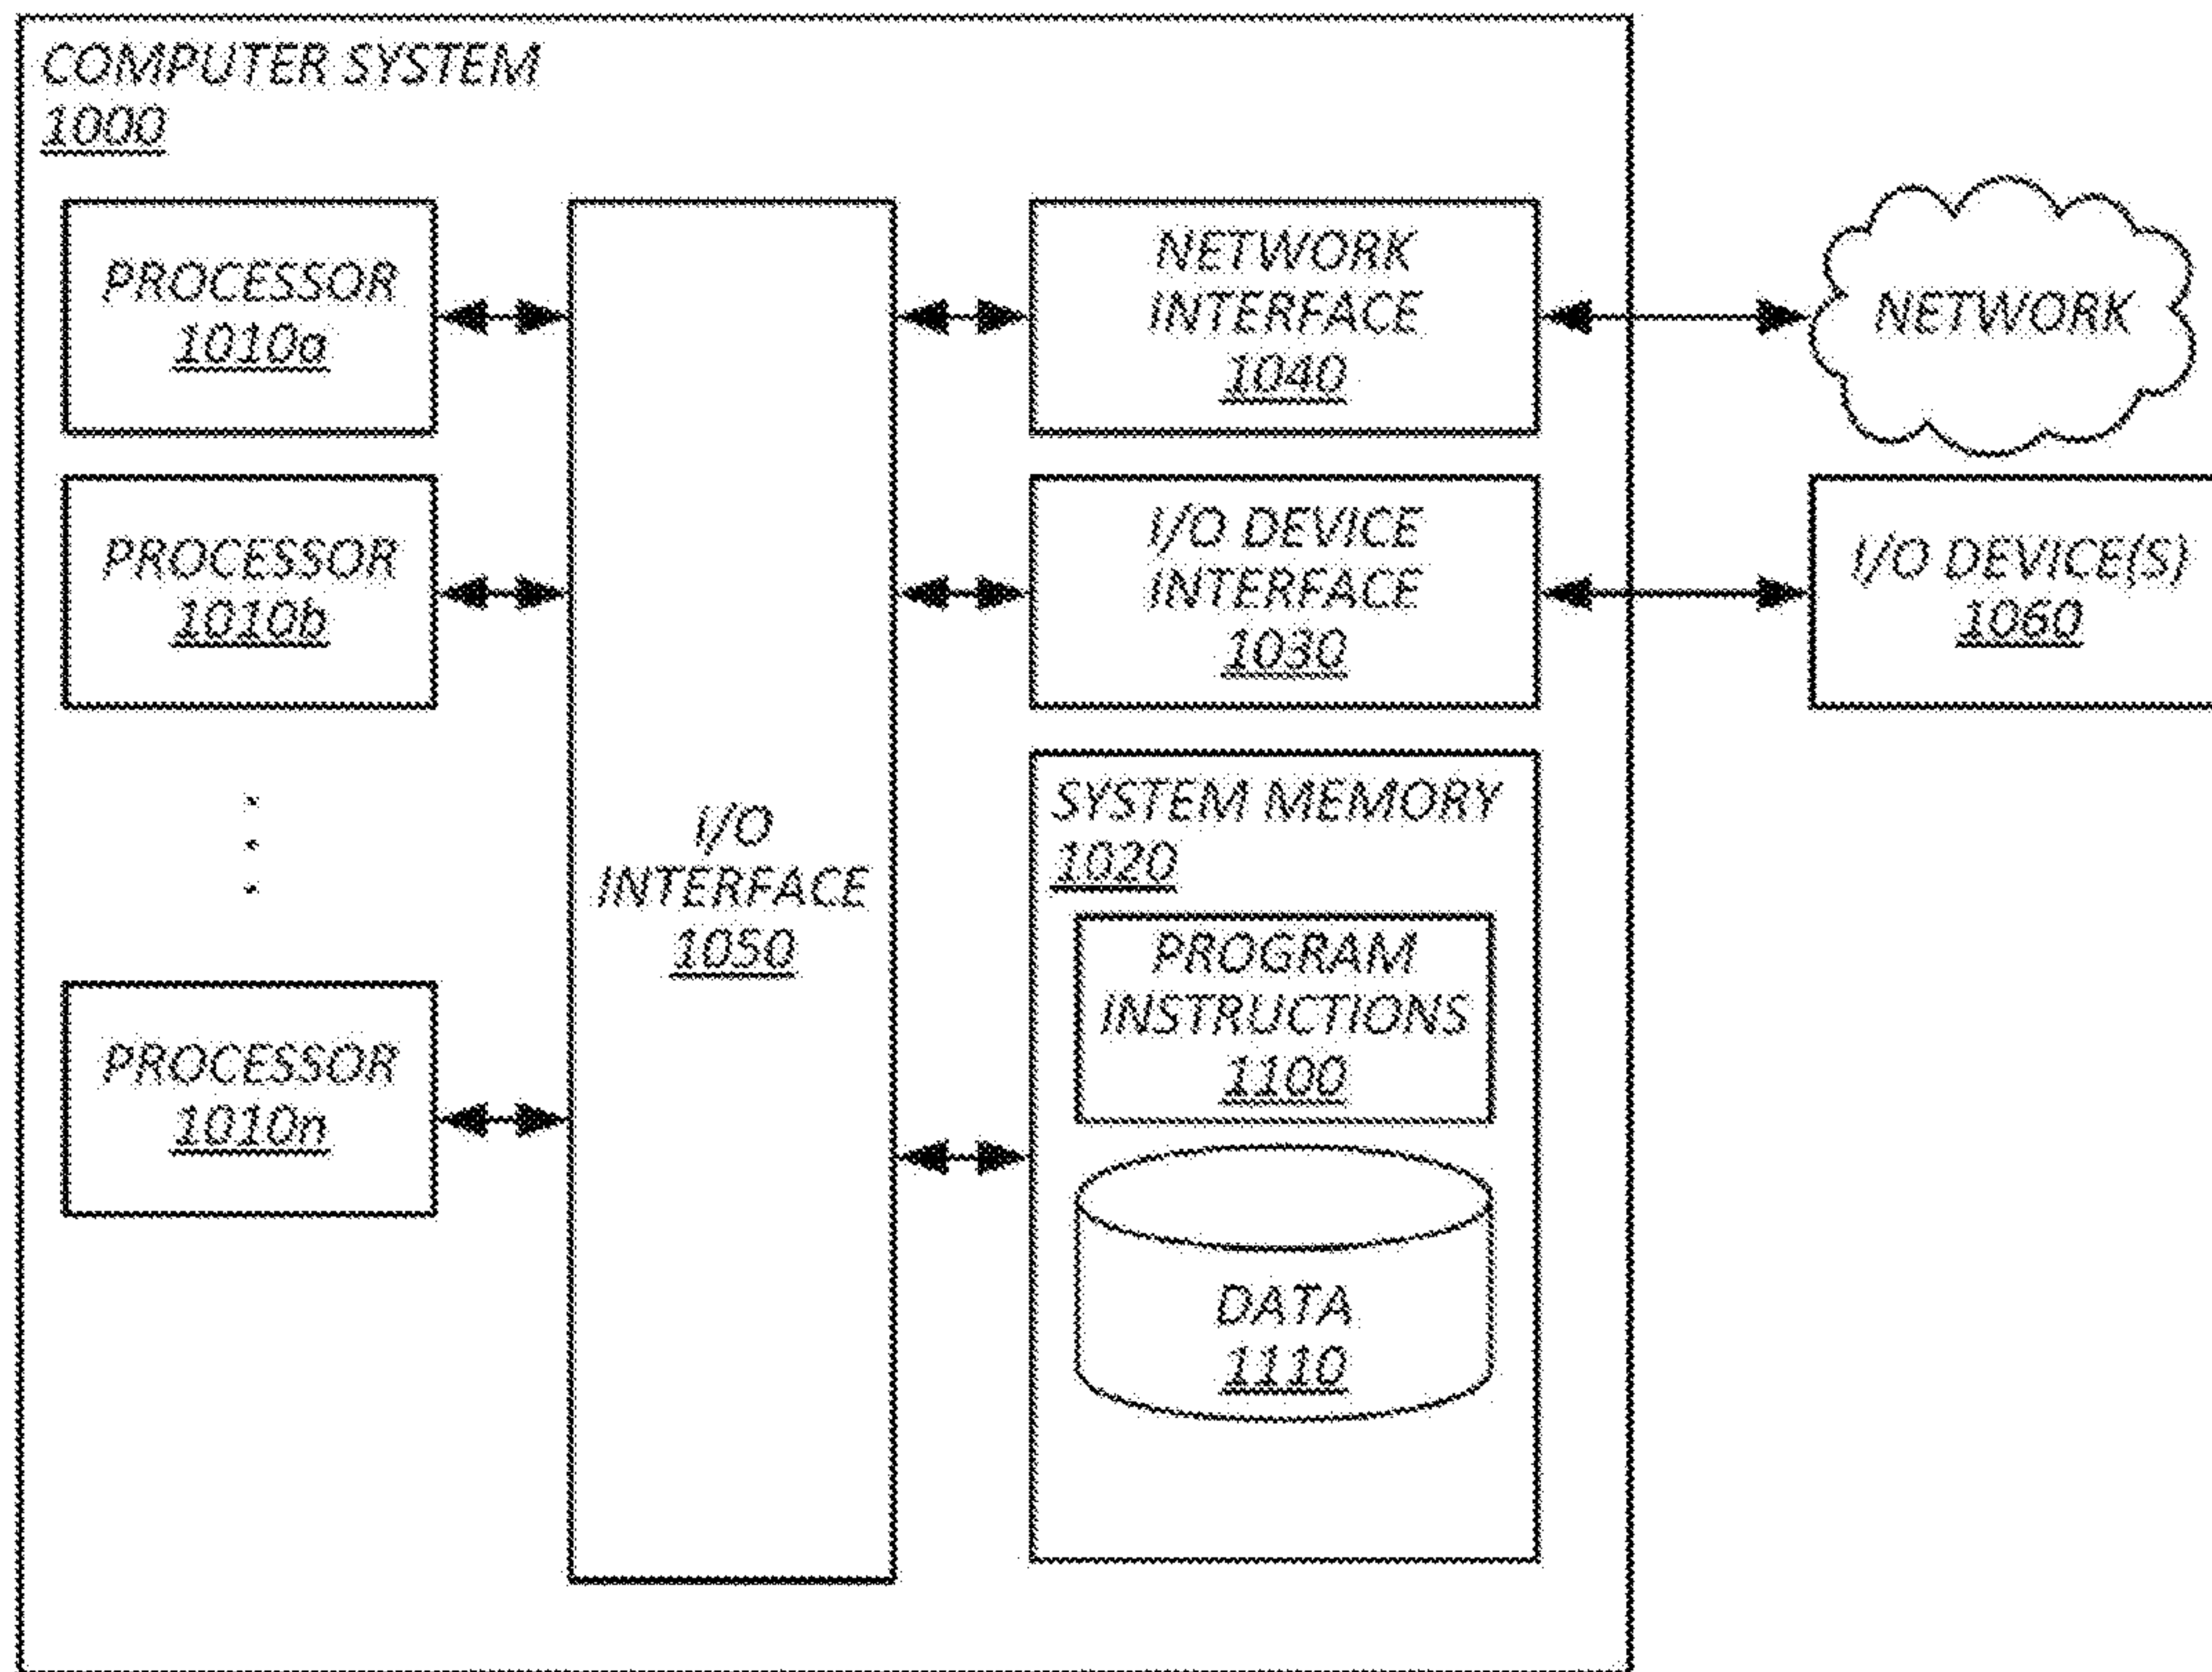 COMPUTER SYSTEM
1000
PROCESSOR
1010a
PROCESSOR
1010b
PROCESSOR
1010n
I/O
INTERFACE
1050
NETWORK
INTERFACE
1040
I/O DEVICE
INTERFACE
1030
SYSTEM MEMORY
1020
PROGRAM
INSTRUCTIONS
1100
DATA
1110
NETWORK
I/O DEVICE(S)
1060